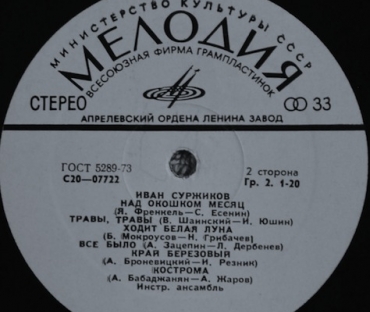 МИНИСТЕРСТВО КУЛЬТУРЫ СССР
МЕЛОДИЯ
ВСЕСОЮЗНАЯ ФИРМА ГРАМПЛАСТИНОК
СТЕРЕО 33
АПРЕЛЕВСКИЙ ОРДЕНА ЛЕНИНА ЗАВОД
ГОСТ 5289-73
С20—07722
2 сторона
Гр. 2. 1-20
ИВАН СУРЖИКОВ
НАД ОКОШКОМ МЕСЯЦ
(Я. Френкель—С. Есенин)
ТРАВЫ, ТРАВЫ (В. Шаинский—И. Юшин)
ХОДИТ БЕЛАЯ ЛУНА
(Б. Мокроусов—Н. Грибачев)
ВСЕ БЫЛО (А. Зацепин—Л. Дербенев)
КРАЙ БЕРЕЗОВЫЙ
(А. Броневицкий—И. Резник)
КОСТРОМА
(А. Бабаджанян—А. Жаров)
Инстр. ансамбль